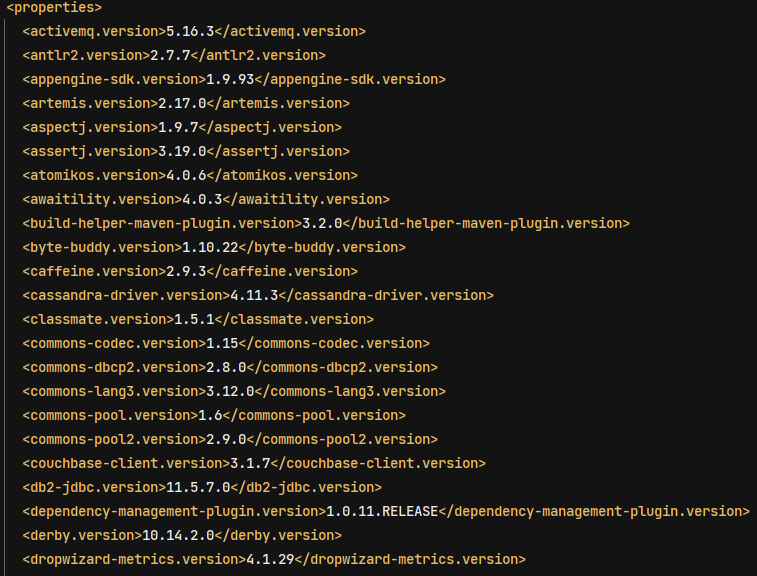 <properties>
<activemq.version>5.16.3</activemq.version>
<antlr2.version>2.7.7</antlr2.version>
<appengine-sdk.version>1.9.93</appengine-sdk.version>
<artemis.version>2.17.0</artemis.version>
<aspectj.version>1.9.7</aspectj.version>
<assertj.version>3.19.0</assertj.version>
<atomikos.version>4.0.6</atomikos.version>
<awaitility.version>4.0.3</awaitility.version>
<build-helper-maven-plugin.version>3.2.0</build-helper-maven-plugin.version>
<byte-buddy.version>1.10.22</byte-buddy.version>
<caffeine.version>2.9.3</caffeine.version>
<cassandra-driver.version>4.11.3</cassandra-driver.version>
<classmate.version>1.5.1</classmate.version>
<commons-codec.version>1.15</commons-codec.version>
<commons-dbcp2.version>2.8.0</commons-dbcp2.version>
<commons-lang3.version>3.12.0</commons-lang3.version>
<commons-pool.version>1.6</commons-pool.version>
<commons-pool2.version>2.9.0</commons-pool2.version>
<couchbase-client.version>3.1.7</couchbase-client.version>
<db2-jdbc.version>11.5.7.0</db2-jdbc.version>
<dependency-management-plugin.version>1.0.11.RELEASE</dependency-management-plugin.version>
<derby.version>10.14.2.0</derby.version>
<dropwizard-metrics.version>4.1.29</dropwizard-metrics.version>